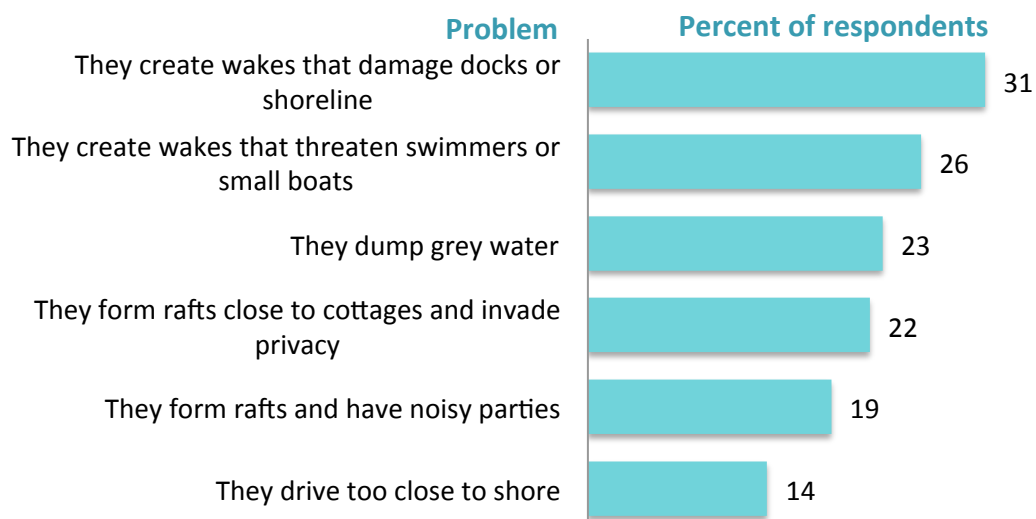 Problem
Percent of respondents
They create wakes that damage docks or
shoreline
31
They create wakes that threaten swimmers or
small boats
26
They dump grey water
23
They form rafts close to cottages and invade
privacy
22
They form rafts and have noisy parties
19
They drive too close to shore
14